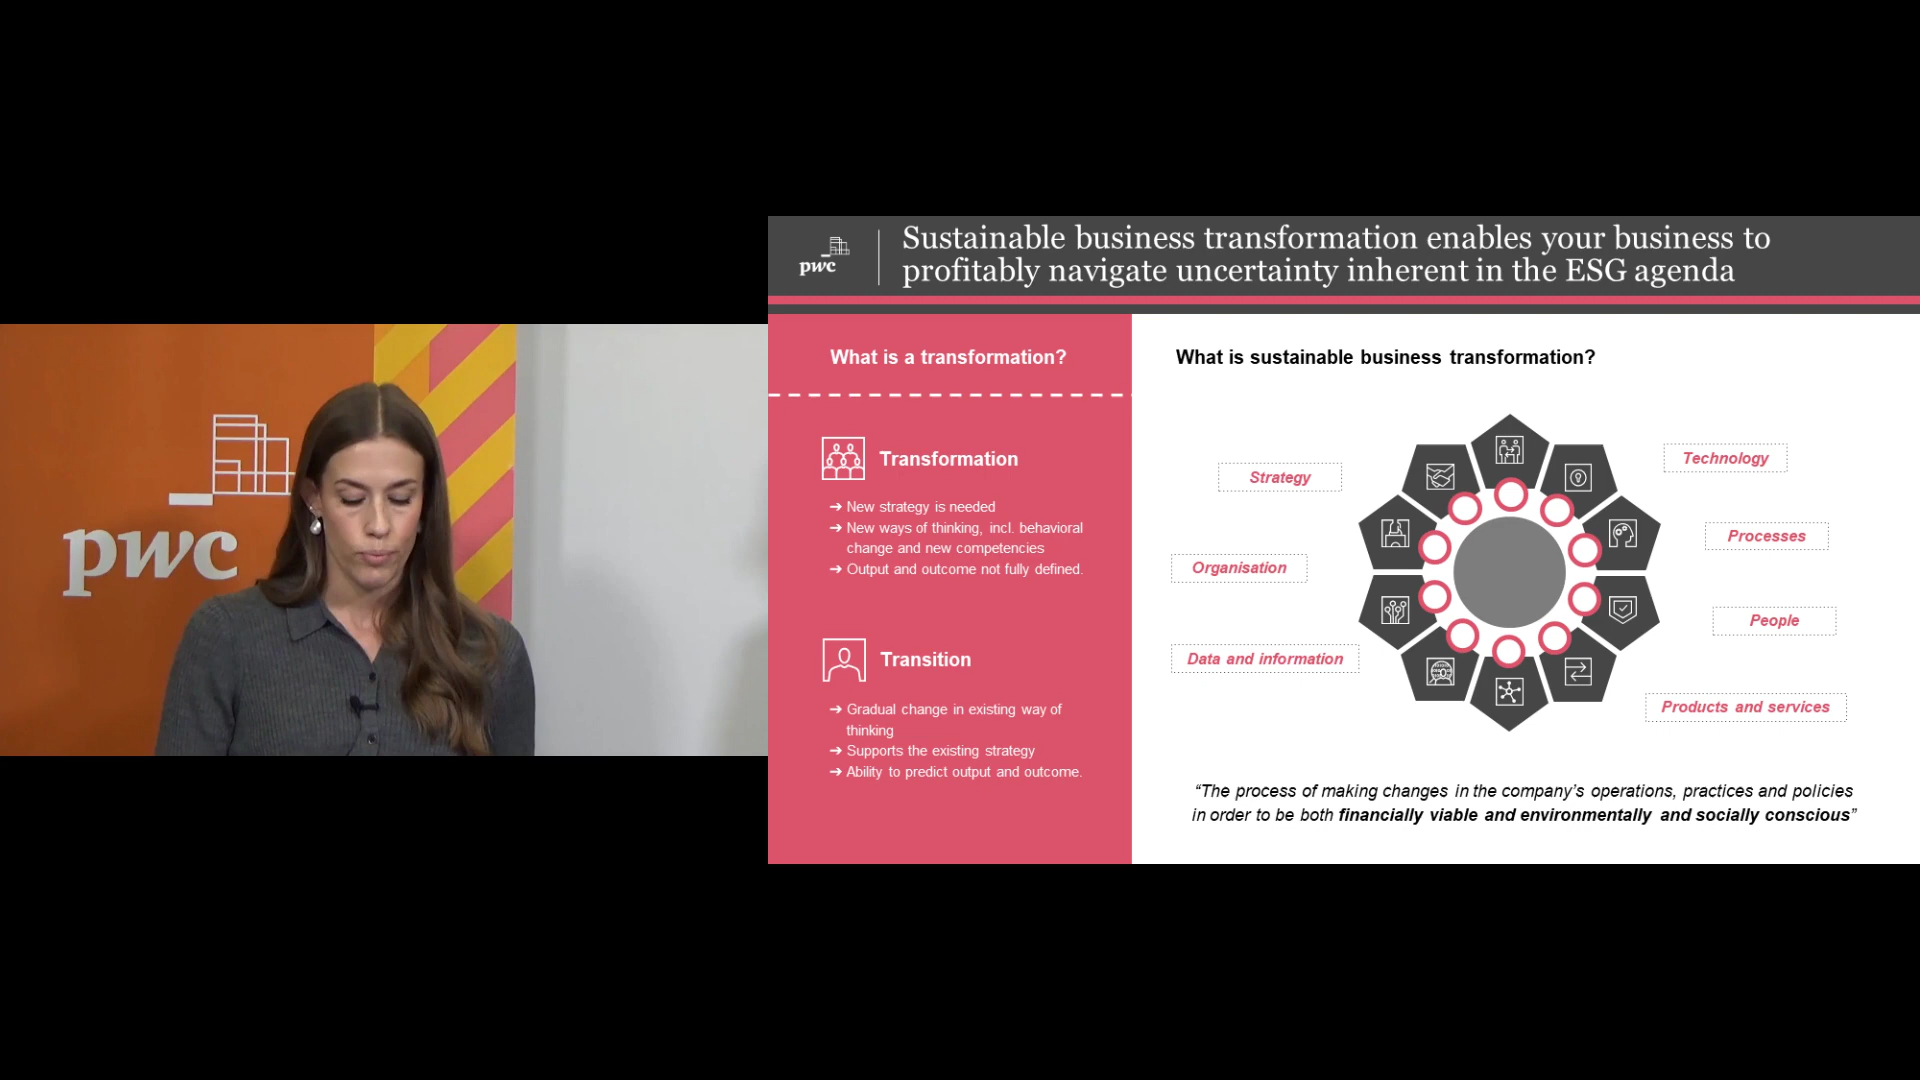 pwc
pwc
Sustainable business transformation enables your business to
profitably navigate uncertainty inherent in the ESG agenda
What is a transformation?
Transformation
➔ New strategy is needed
➔ New ways of thinking, incl. behavioral
change and new competencies
➔ Output and outcome not fully defined.
Transition
➔ Gradual change in existing way of
thinking
➔ Supports the existing strategy
➔ Ability to predict output and outcome.
What is sustainable business transformation?
Strategy
Organisation
Data and information
Technology
Processes
People
Products and services
“The process of making changes in the company’s operations, practices and policies
in order to be both financially viable and environmentally and socially conscious”